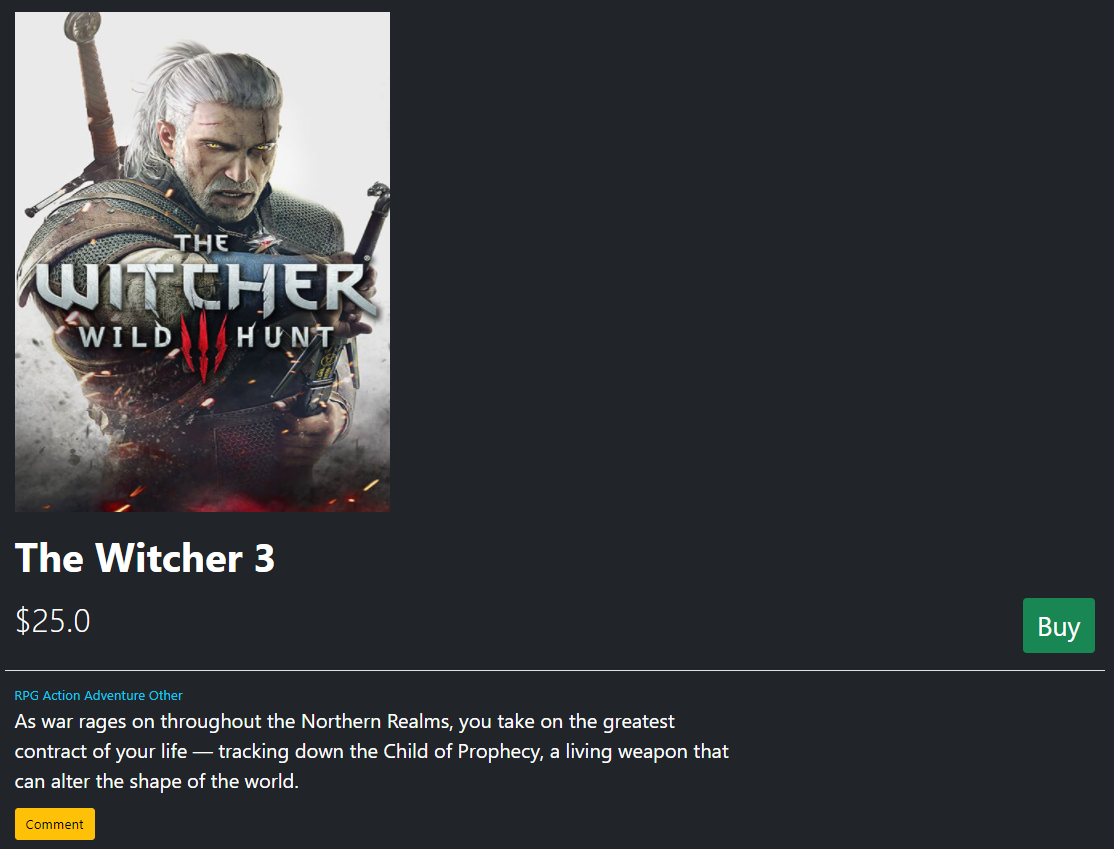 THE
WITCHER®
WILD HUNT
The Witcher 3
$25.0
Buy
RPG Action Adventure Other
As war rages on throughout the Northern Realms, you take on the greatest
contract of your life — tracking down the Child of Prophecy, a living weapon that
can alter the shape of the world.
Comment